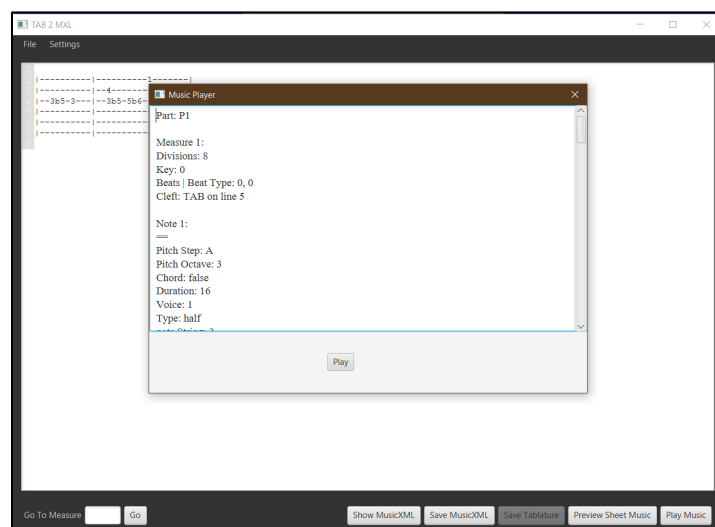 TAB 2 MXL
File Settings
|----------|----------1-------|
|----------|--4-------
|--3b5-3---|--3b5-5b6-
|----------|----------
|----------|----------
|----------|----------
Music Player
Part: P1
Measure 1:
Divisions: 8
Key: 0
Beats | Beat Type: 0, 0
Cleft: TAB on line 5
Note 1:
==
Pitch Step: A
Pitch Octave: 3
Chord: false
Duration: 16
Voice: 1
Type: half
Play
Go To Measure Go Show MusicXML Save MusicXML Save Tablature Preview Sheet Music Play Music